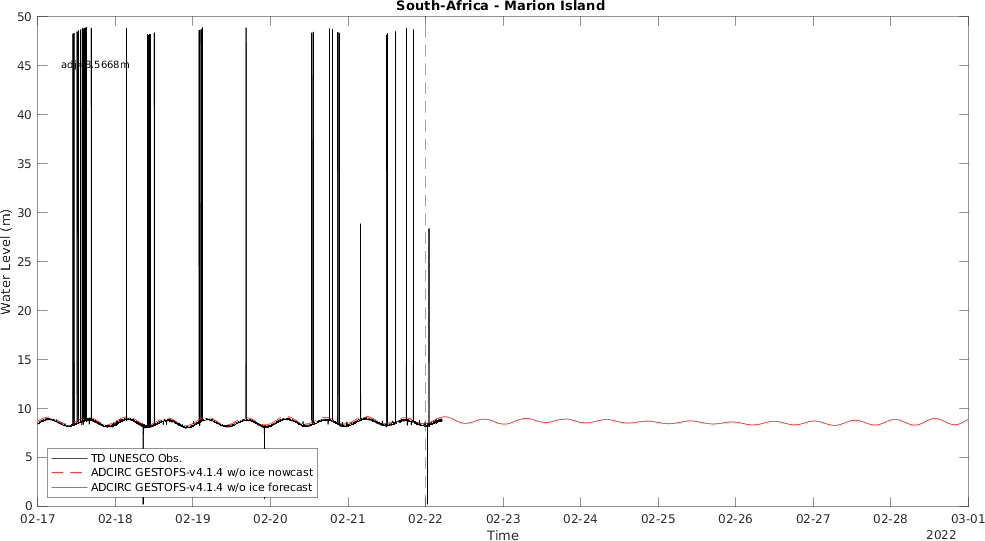 South-Africa - Marion Island
50
45
40
35
30
25
20
15
10
5
0
Water Level (m)
adj=8.5668m
TD UNESCO Obs.
ADCIRC GESTOFS-v4.1.4 w/o ice nowcast
ADCIRC GESTOFS-v4.1.4 w/o ice forecast
02-17 02-18 02-19 02-20 02-21 02-22 02-23 02-24 02-25 02-26 02-27 02-28 03-01
Time
2022